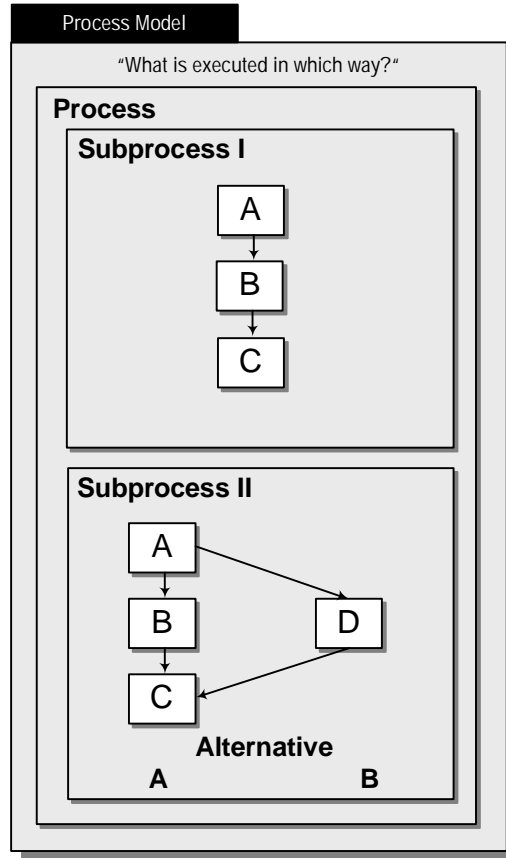 Process Model
“What is executed in which way?“
Process
Subprocess I
A
B
C
Subprocess II
A
B
D
C
Alternative
A B